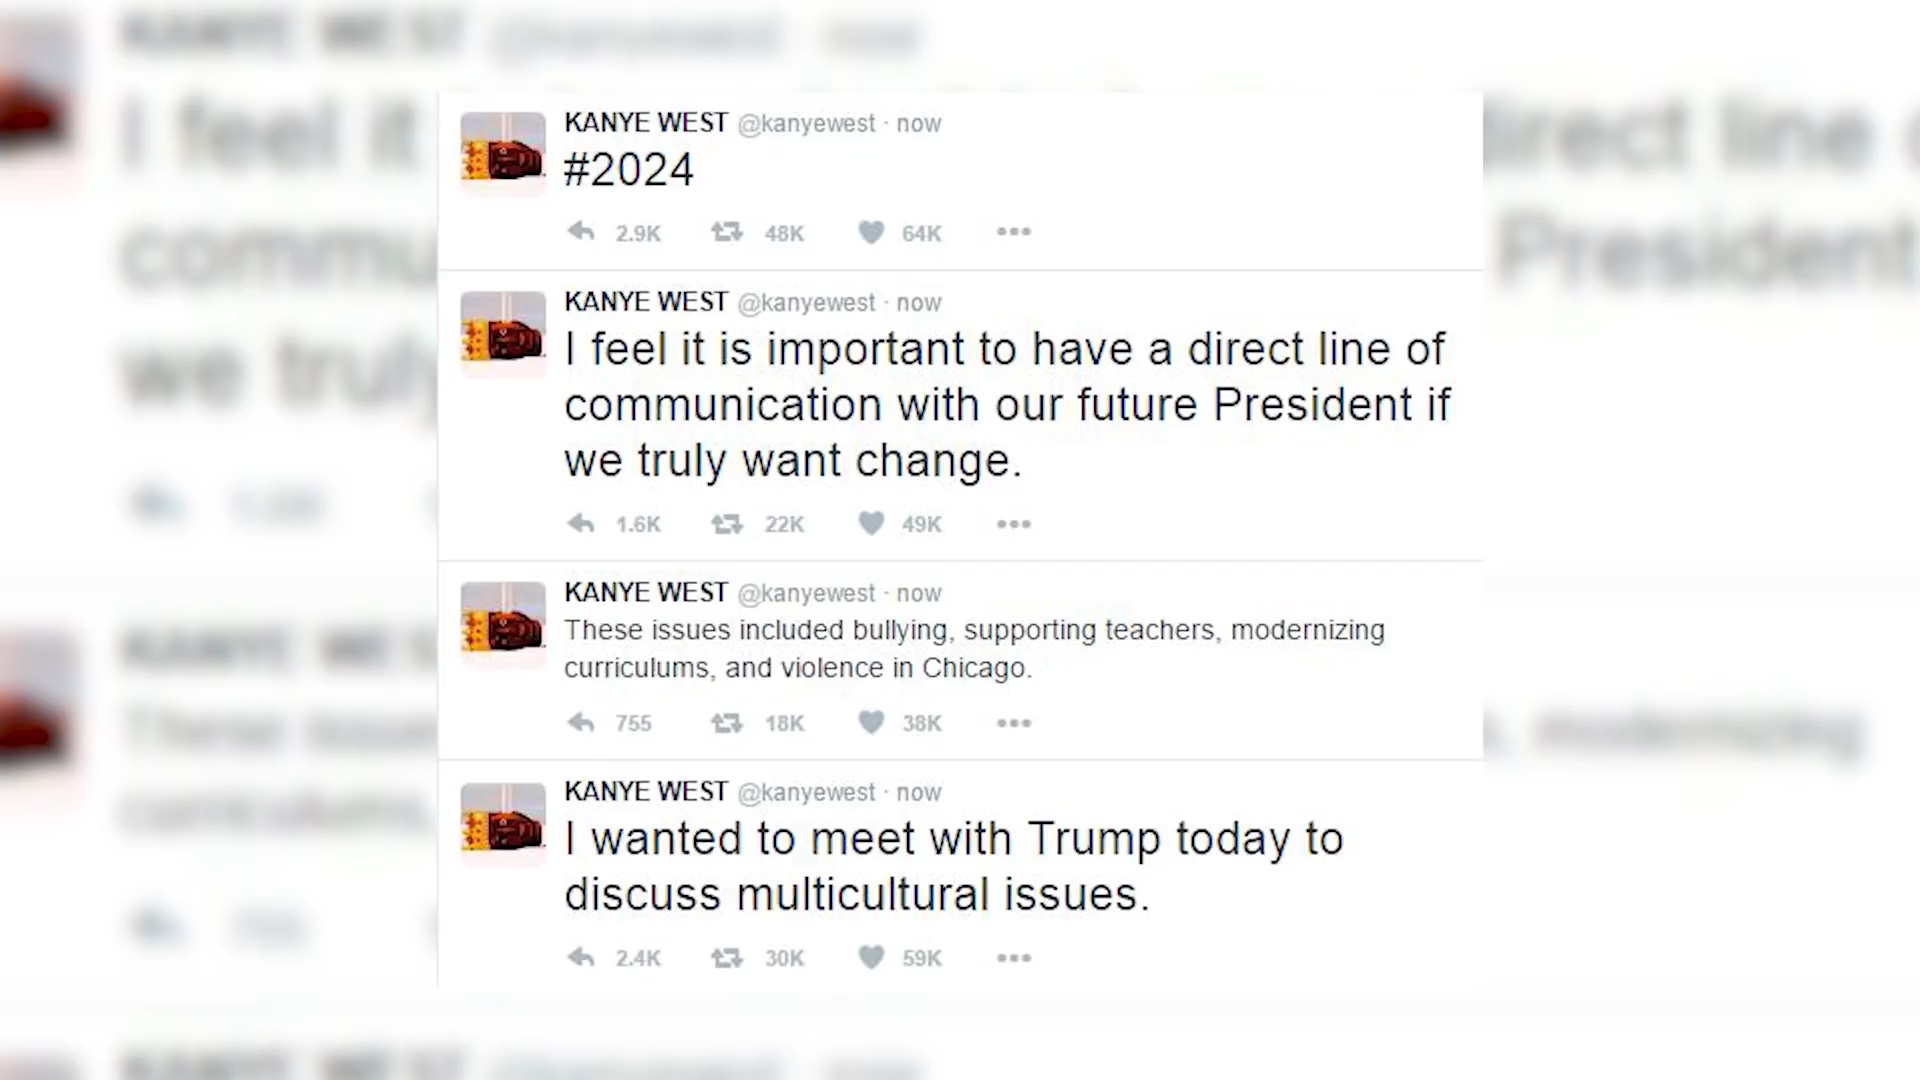 KANYE WEST @kanyewest · now
#2024
2.9K 48K 64K
KANYE WEST @kanyewest · now
I feel it is important to have a direct line of
communication with our future President if
we truly want change.
1.6K 22K 49K
KANYE WEST @kanyewest · now
These issues included bullying, supporting teachers, modernizing
curriculums, and violence in Chicago.
755 18K 38K
KANYE WEST @kanyewest · now
I wanted to meet with Trump today to
discuss multicultural issues.
2.4K 30K 59K